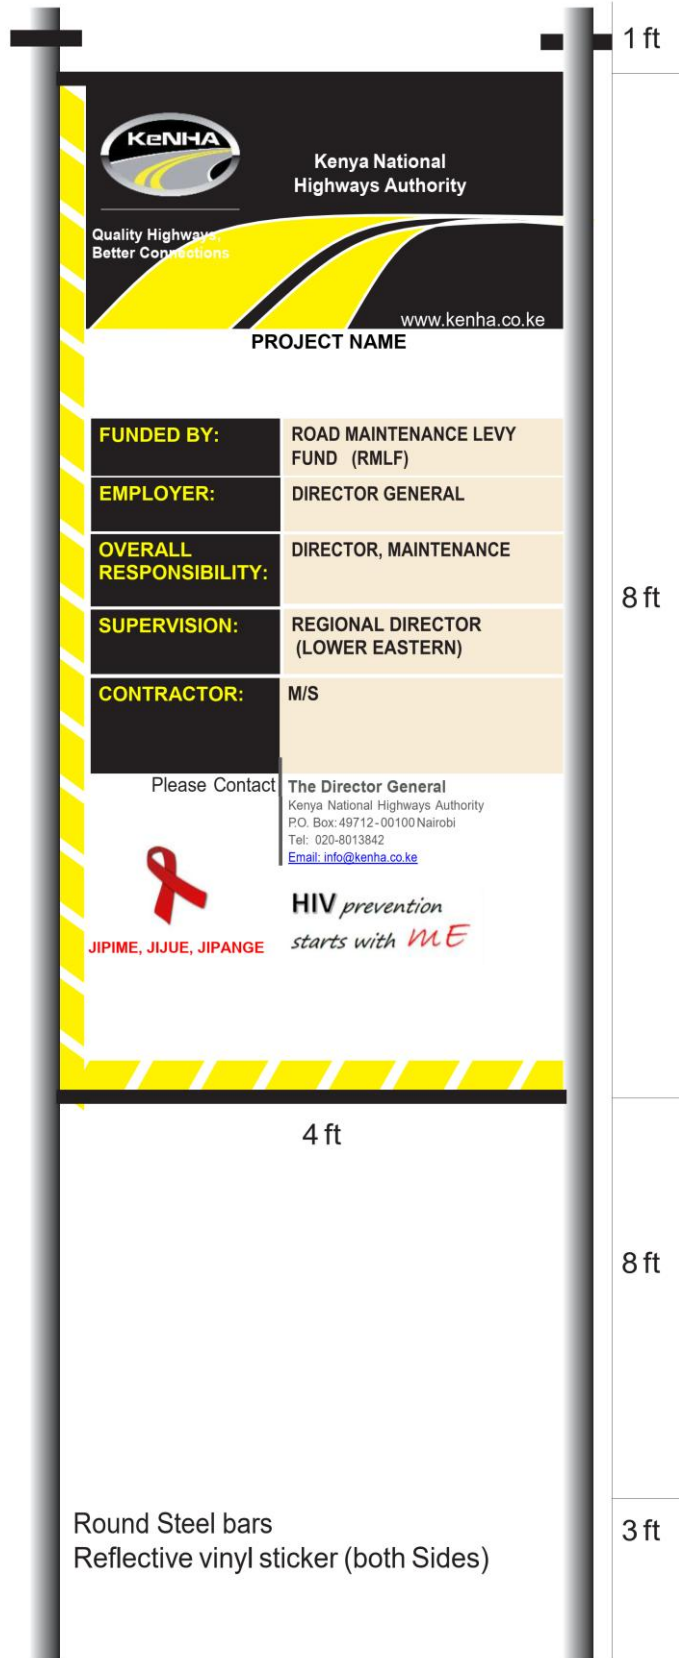 1 ft
KeNHA
Kenya National
Highways Authority
Quality Highways,
Better Connections
www.kenha.co.ke
PROJECT NAME
FUNDED BY:
ROAD MAINTENANCE LEVY
FUND (RMLF)
EMPLOYER:
DIRECTOR GENERAL
OVERALL
RESPONSIBILITY:
DIRECTOR, MAINTENANCE
8 ft
SUPERVISION:
REGIONAL DIRECTOR
(LOWER EASTERN)
CONTRACTOR:
M/S
Please Contact
The Director General
Kenya National Highways Authority
P.O. Box: 49712-00100 Nairobi
Tel: 020-8013842
Email: info@kenha.co.ke
HIV prevention
starts with ME
JIPIME, JIJUE, JIPANGE
4 ft
8 ft
Round Steel bars
Reflective vinyl sticker (both Sides)
3 ft